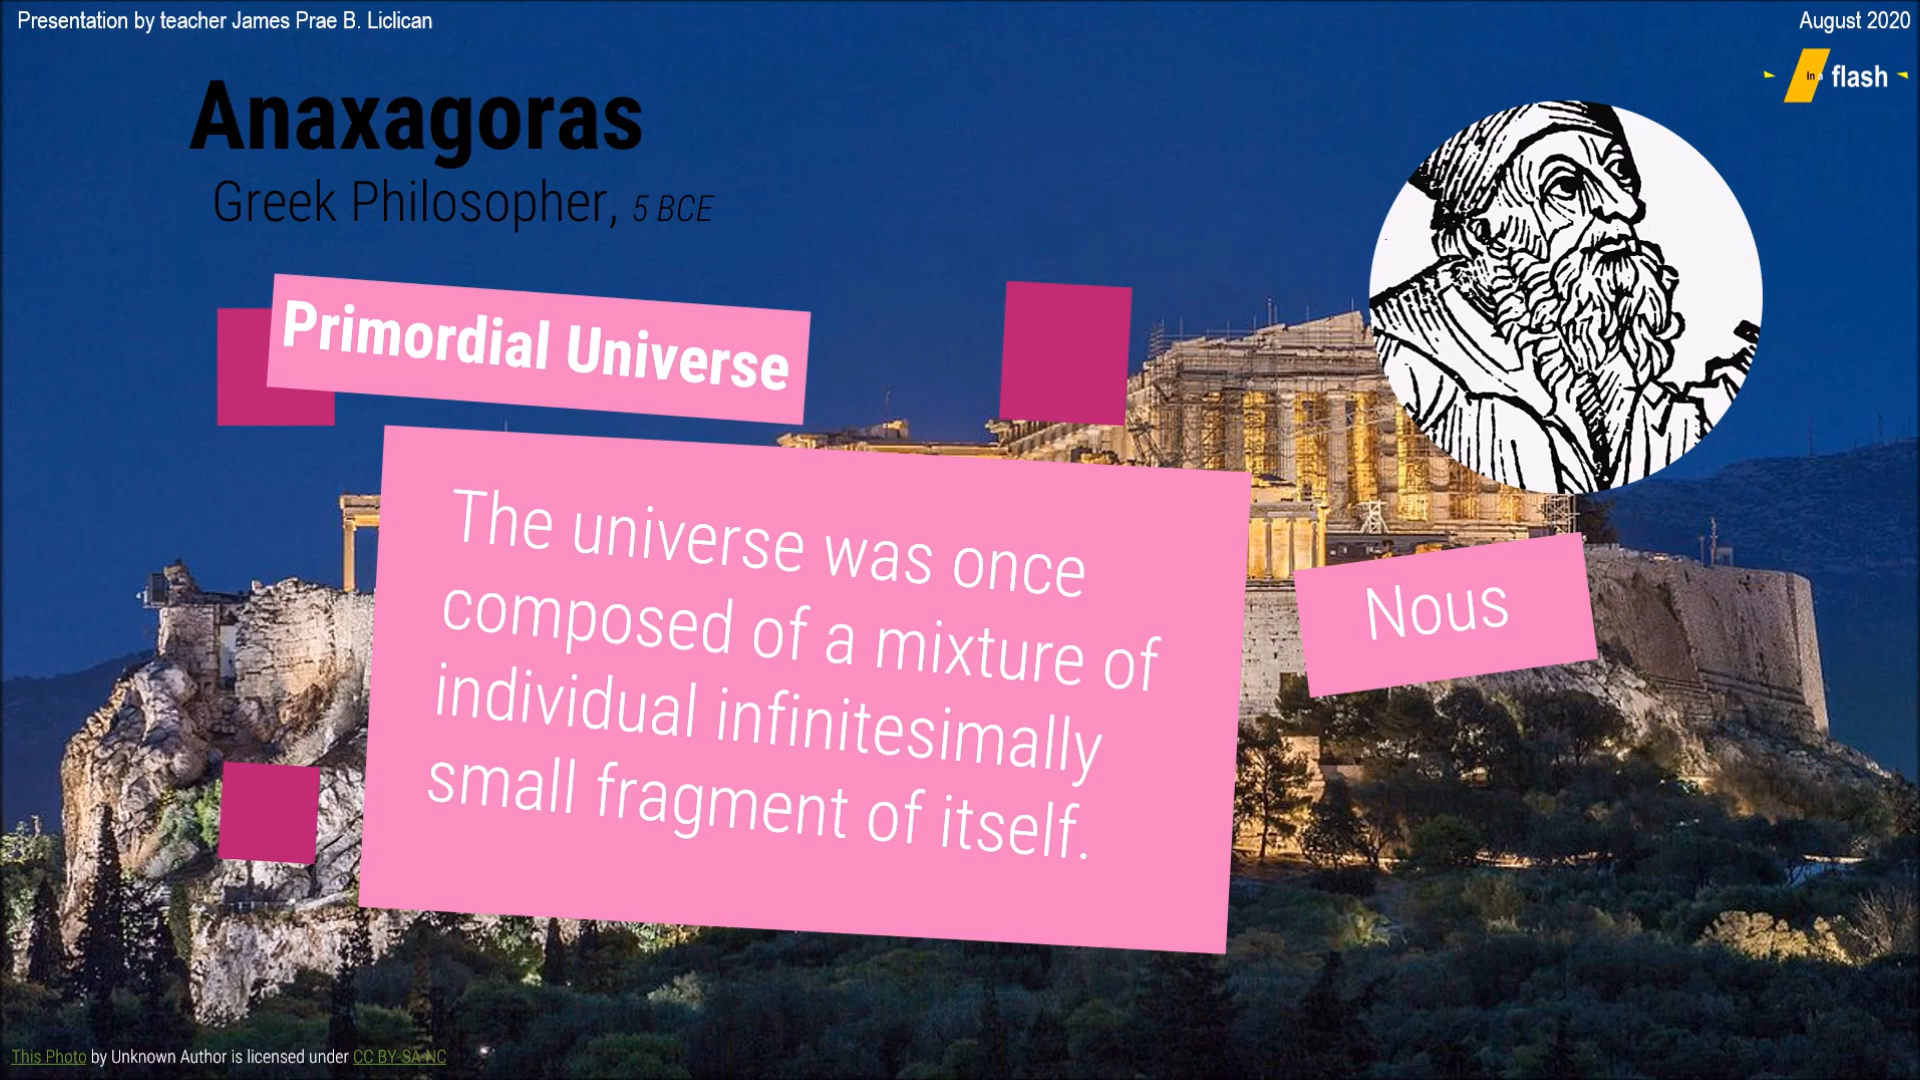 Presentation by teacher James Prae B. Liclican
August 2020
In a flash
Anaxagoras
Greek Philosopher, 5 BCE
Primordial Universe
The universe was once
composed of a mixture of
individual infinitesimally
small fragment of itself.
Nous
This Photo by Unknown Author is licensed under CC BY-SA-NC